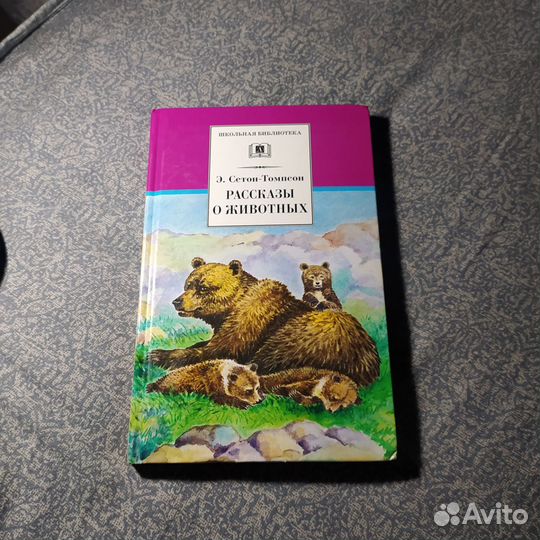 ШКОЛЬНАЯ БИБЛИОТЕКА
Э. Сетон-Томпсон
РАССКАЗЫ
О ЖИВОТНЫХ
Avito